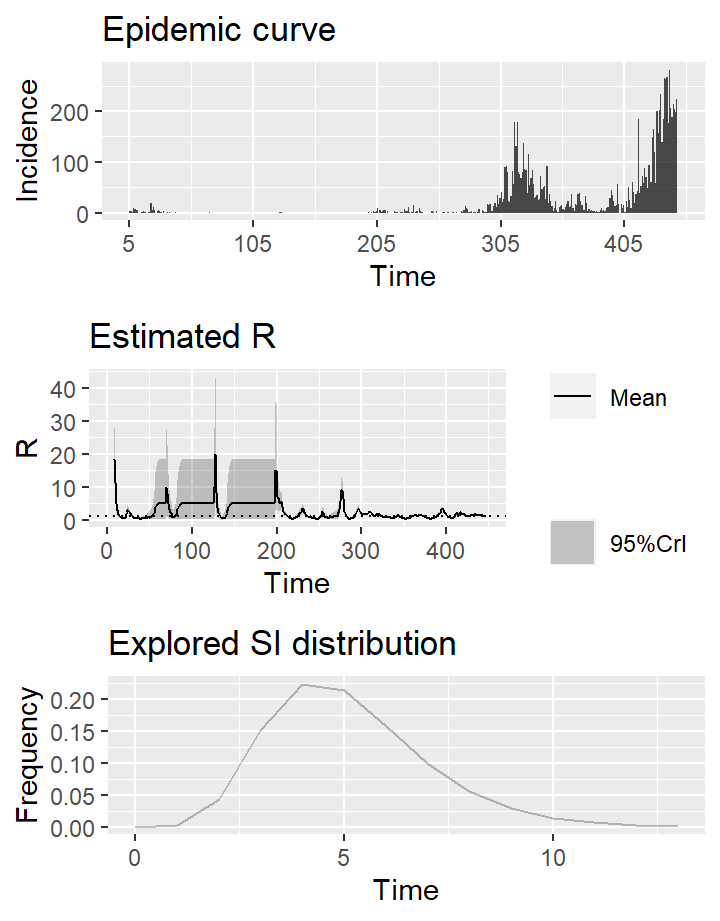 Epidemic curve
Incidence
200
100
0
5 105 205 305 405
Time
Estimated R
R
40
30
20
10
0
0 100 200 300 400
Time
Mean
95%CrI
Explored SI distribution
Frequency
0.20
0.15
0.10
0.05
0.00
0 5 10
Time